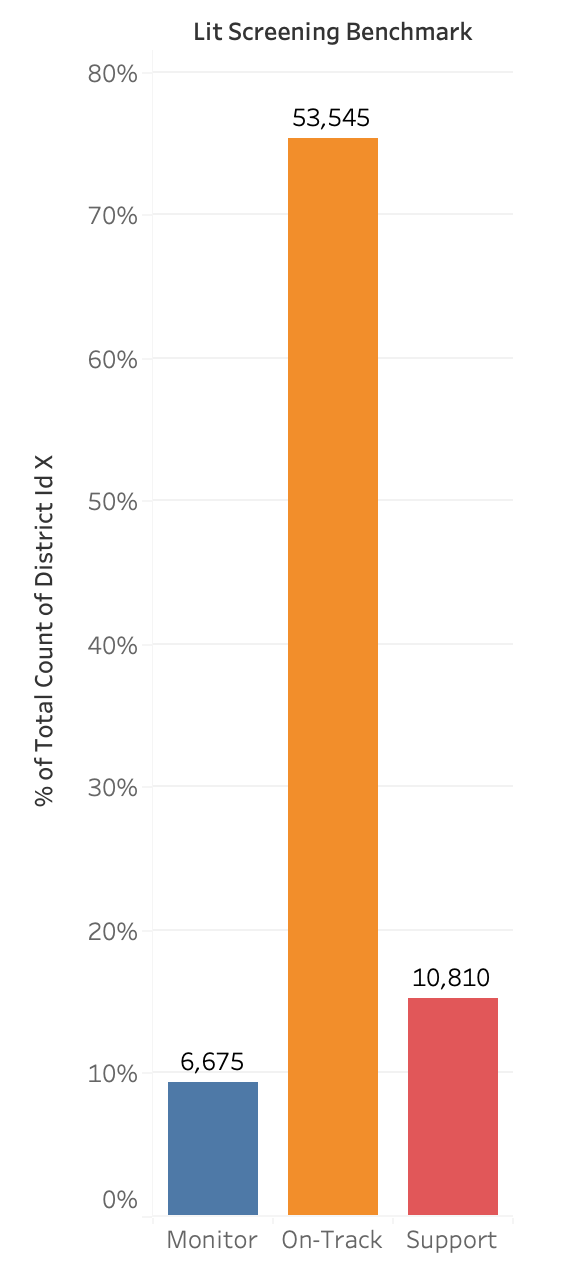 Lit Screening Benchmark
80%
53,545
70%
60%
50%
% of Total Count of District Id X
40%
30%
20%
10,810
6,675
10%
0%
Monitor
On-Track
Support